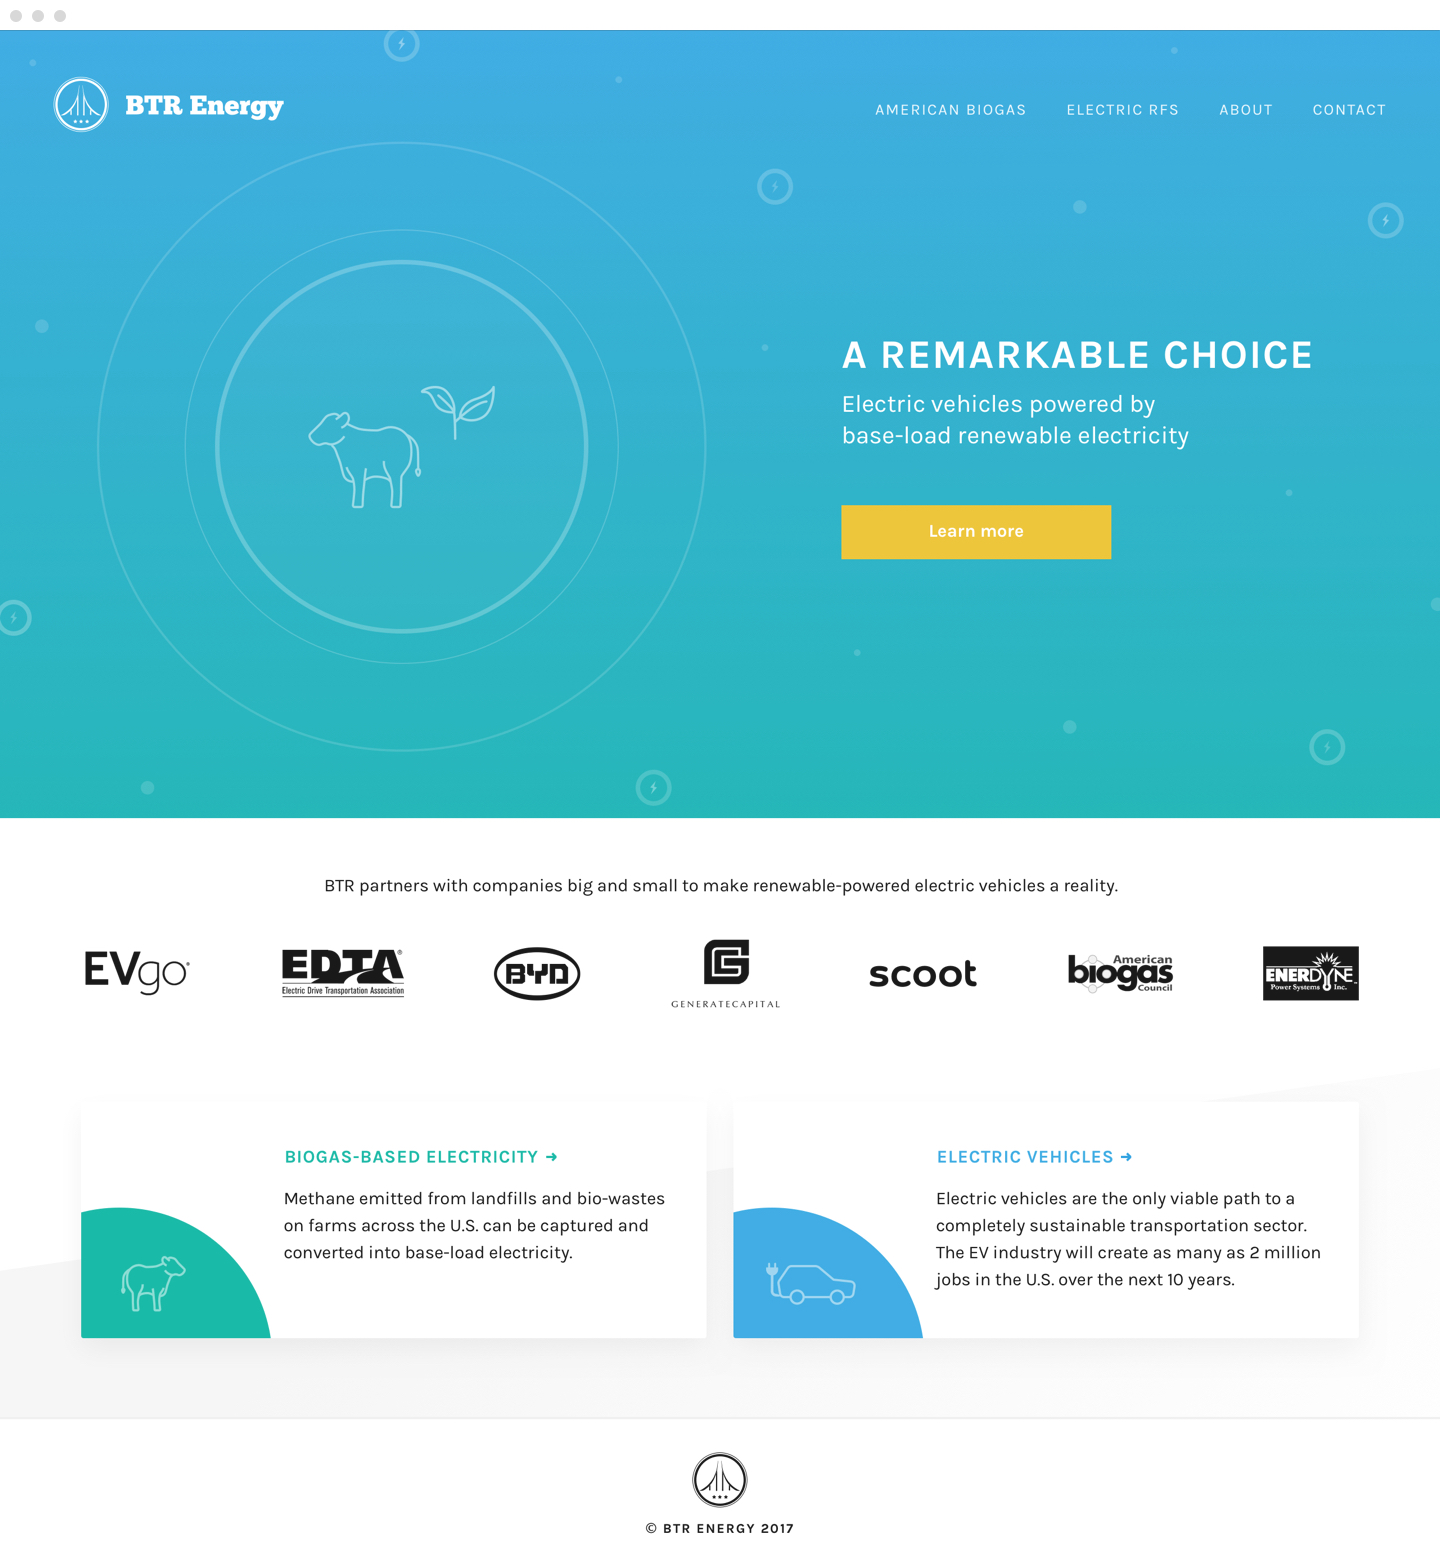 BTR Energy
AMERICAN BIOGAS
ELECTRIC RFS
ABOUT
CONTACT
A REMARKABLE CHOICE
Electric vehicles powered by
base-load renewable electricity
Learn more
BTR partners with companies big and small to make renewable-powered electric vehicles a reality.
EVgo®
EDTA®
Electric Drive Transportation Association
BYD
G
GENERATECAPITAL
scoot
American
biogas
Council
ENERDYNE™
Power Systems Inc.
BIOGAS-BASED ELECTRICITY ➜
Methane emitted from landfills and bio-wastes
on farms across the U.S. can be captured and
converted into base-load electricity.
ELECTRIC VEHICLES ➜
Electric vehicles are the only viable path to a
completely sustainable transportation sector.
The EV industry will create as many as 2 million
jobs in the U.S. over the next 10 years.
© BTR ENERGY 2017